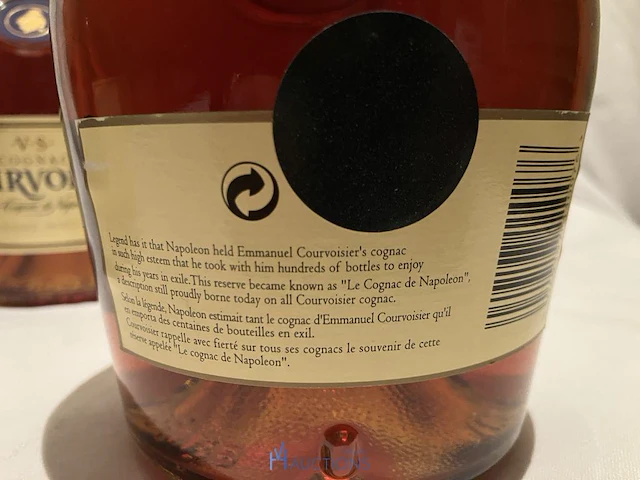 V·S
COGNAC
RVOI
Legend has it that Napoleon held Emmanuel Courvoisier's cognac
in such high esteem that he took with him hundreds of bottles to enjoy
during his years in exile.This reserve became known as "Le Cognac de Napoleon",
a description still proudly borne today on all Courvoisier cognac.
Selon la légende, Napoleon estimait tant le cognac d'Emmanuel Courvoisier qu'il
en emporta des centaines de bouteilles en exil.
Courvoisier rappelle avec fierté sur tous ses cognacs le souvenir de cette
réserve appelée "Le cognac de Napoleon".